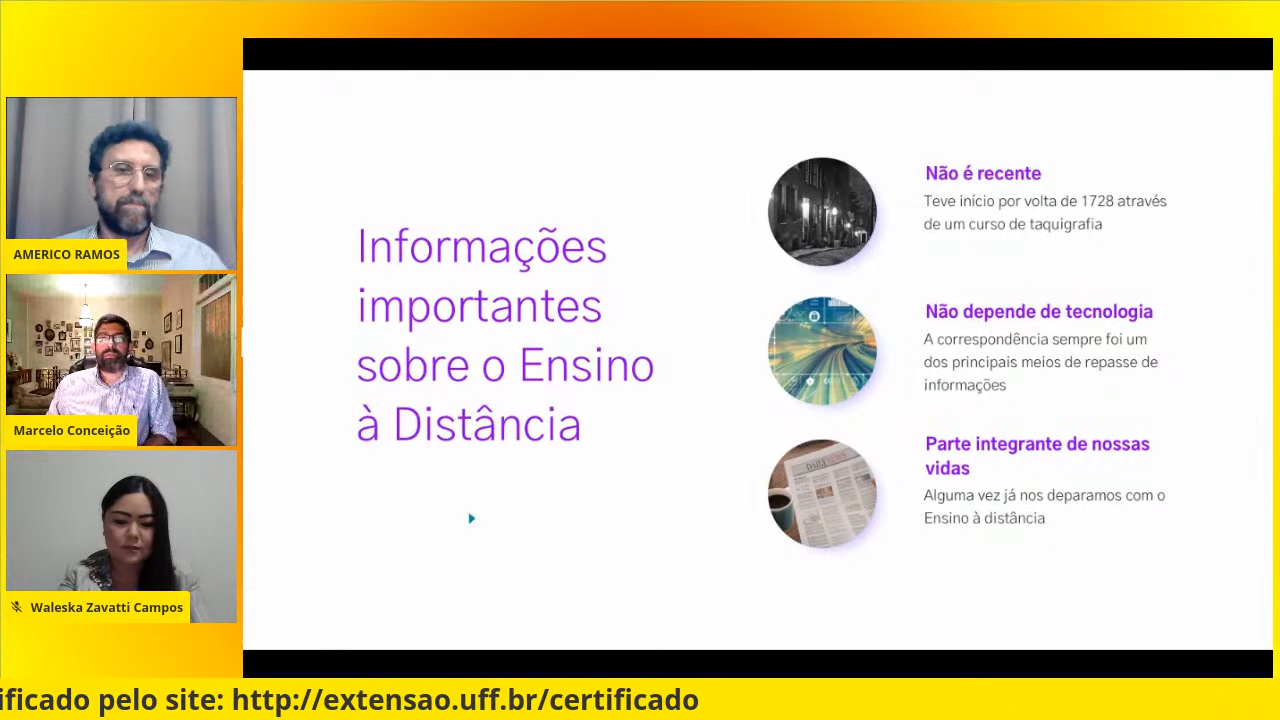 AMERICO RAMOS
Marcelo Conceição
Waleska Zavatti Campos
Informações
importantes
sobre o Ensino
à Distância
Não é recente
Teve início por volta de 1728 através
de um curso de taquigrafia
Não depende de tecnologia
A correspondência sempre foi um
dos principais meios de repasse de
informações
DAILY NEWS
Parte integrante de nossas
vidas
Alguma vez já nos deparamos com o
Ensino à distância
ificado pelo site: http://extensao.uff.br/certificado